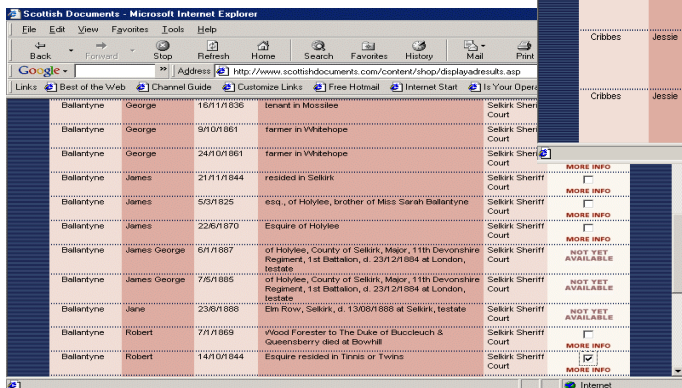 Scottish Documents - Microsoft Internet Explorer
File Edit View Favorites Tools Help
Back Forward Stop Refresh Home Search Favorites History Mail Print
Google Address http://www.scottishdocuments.com/content/shop/displayadresults.asp
Links Best of the Web Channel Guide Customize Links Free Hotmail Internet Start Is Your Opera
Cribbes Jessie
Cribbes Jessie
Ballantyne George 16/11/1836 tenant in Mossilee Selkirk Sheri
Court
Ballantyne George 9/10/1861 farmer in Whitehope Selkirk Sheri
Court
Ballantyne George 24/10/1861 farmer in Whitehope Selkirk Sheri
Court MORE INFO
Ballantyne James 21/11/1844 resided in Selkirk Selkirk Sheriff
Court MORE INFO
Ballantyne James 5/3/1825 esq., of Holylee, brother of Miss Sarah Ballantyne Selkirk Sheriff
Court MORE INFO
Ballantyne James 22/6/1870 Esquire of Holylee Selkirk Sheriff
Court MORE INFO
Ballantyne James George 6/1/1887 of Holylee, County of Selkirk, Major, 11th Devonshire Selkirk Sheriff NOT YET
Regiment, 1st Battalion, d. 23/12/1884 at London, Court AVAILABLE
testate
Ballantyne James George 7/5/1885 of Holylee, County of Selkirk, Major, 11th Devonshire Selkirk Sheriff NOT YET
Regiment, 1st Battalion, d. 23/12/1884 at London, Court AVAILABLE
testate
Ballantyne Jane 23/8/1888 Elm Row, Selkirk, d. 13/08/1888 at Selkirk, testate Selkirk Sheriff NOT YET
Court AVAILABLE
Ballantyne Robert 7/1/1869 Wood Forester to The Duke of Buccleuch & Selkirk Sheriff
Queensberry died at Bowhill Court MORE INFO
Ballantyne Robert 14/10/1844 Esquire resided in Tinnis or Twins Selkirk Sheriff
Court MORE INFO
Internet